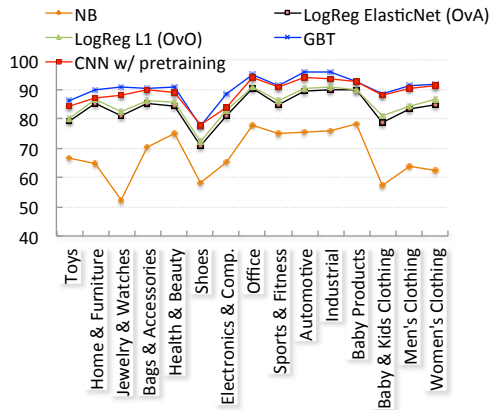 NB
LogReg ElasticNet (OvA)
LogReg L1 (OvO)
GBT
CNN w/ pretraining
100
90
80
70
60
50
40
Toys
Home & Furniture
Jewelry & Watches
Bags & Accessories
Health & Beauty
Shoes
Electronics & Comp.
Office
Sports & Fitness
Automotive
Industrial
Baby Products
Baby & Kids Clothing
Men's Clothing
Women's Clothing